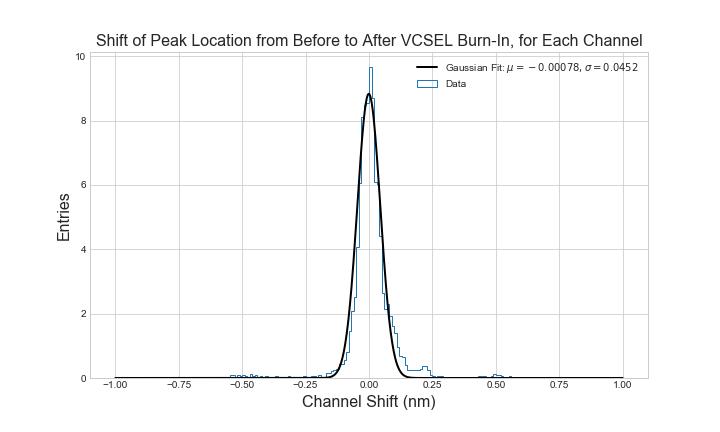 Shift of Peak Location from Before to After VCSEL Burn-In, for Each Channel
Gaussian Fit: μ = −0.00078, σ = 0.0452
Data
10
8
6
4
2
0
Entries
−1.00 −0.75 −0.50 −0.25 0.00 0.25 0.50 0.75 1.00
Channel Shift (nm)